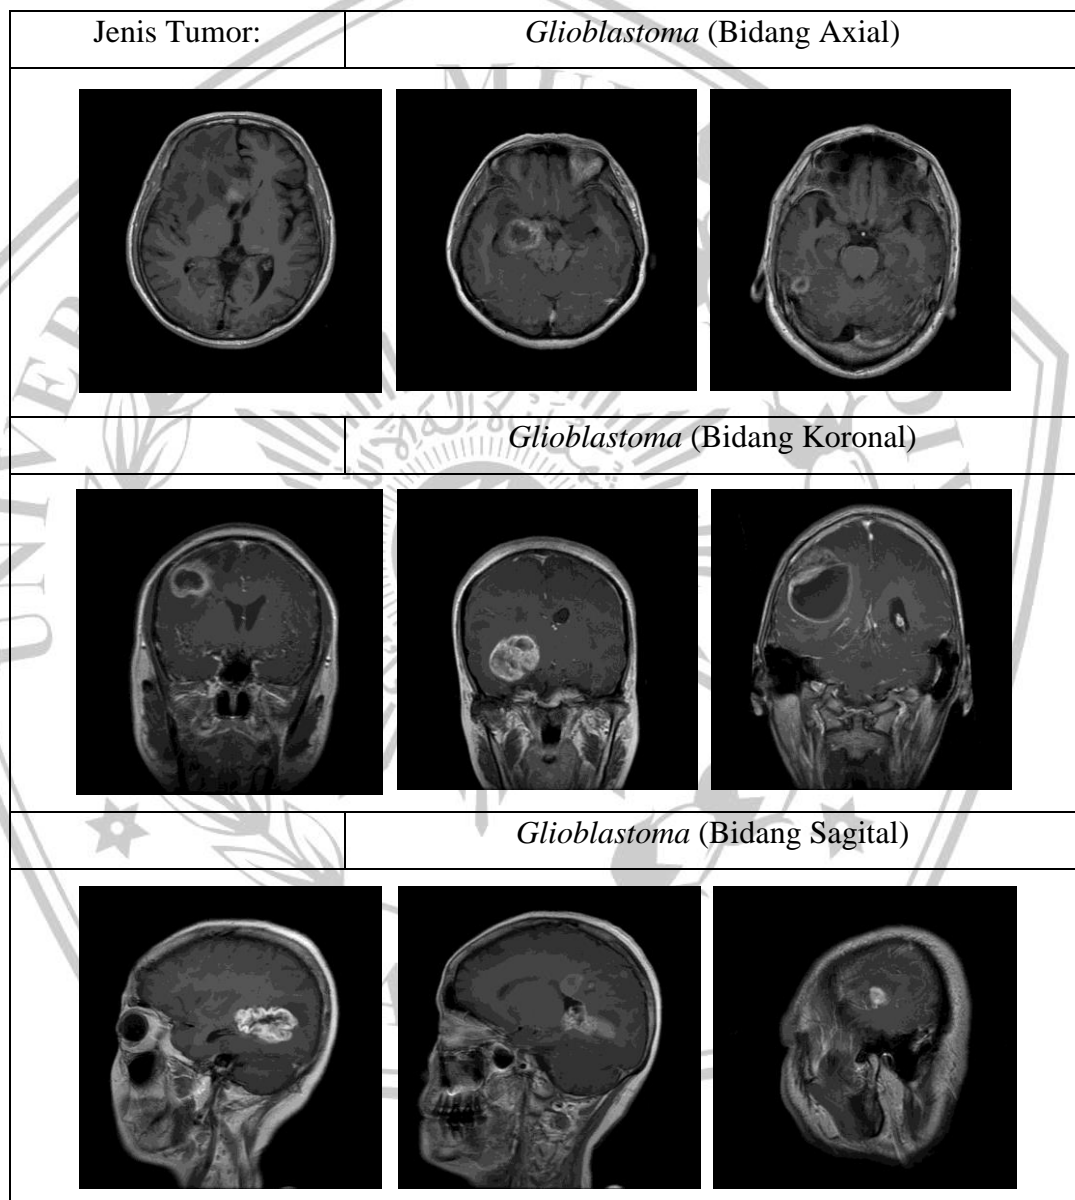 Jenis Tumor:
Glioblastoma (Bidang Axial)
Glioblastoma (Bidang Koronal)
Glioblastoma (Bidang Sagital)